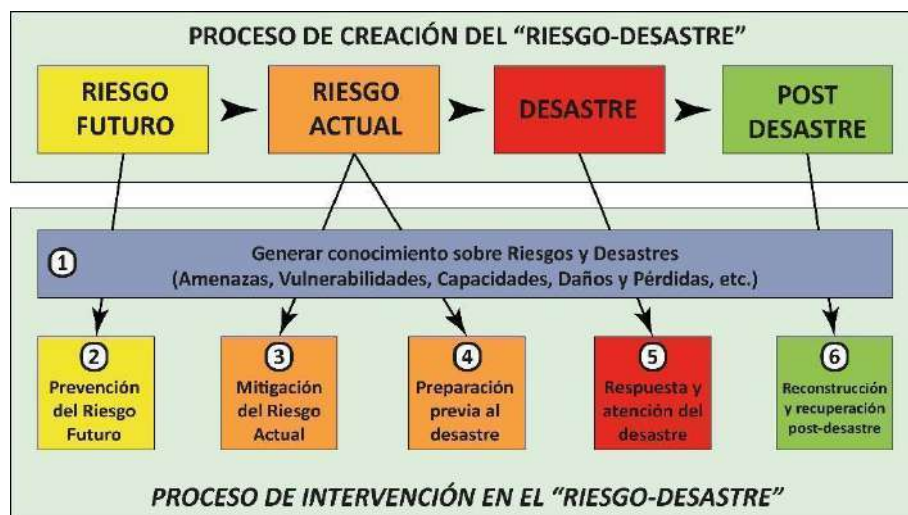 PROCESO DE CREACIÓN DEL “RIESGO-DESASTRE”
RIESGO
FUTURO
RIESGO
ACTUAL
DESASTRE
POST
DESASTRE
1
Generar conocimiento sobre Riesgos y Desastres
(Amenazas, Vulnerabilidades, Capacidades, Daños y Pérdidas, etc.)
2
Prevención
del Riesgo
Futuro
3
Mitigación
del Riesgo
Actual
4
Preparación
previa al
desastre
5
Respuesta y
atención del
desastre
6
Reconstrucción
y recuperación
post-desastre
PROCESO DE INTERVENCIÓN EN EL “RIESGO-DESASTRE”